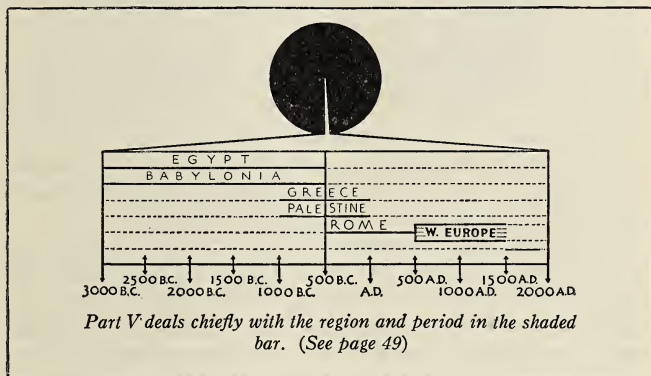 EGYPT
BABYLONIA
GREECE
PALESTINE
ROME
W. EUROPE
2500 B.C. 1500 B.C. 500 B.C. 500 A.D. 1500 A.D.
3000 B.C. 2000 B.C. 1000 B.C. A.D. 1000 A.D. 2000 A.D.
Part V deals chiefly with the region and period in the shaded
bar. (See page 49)